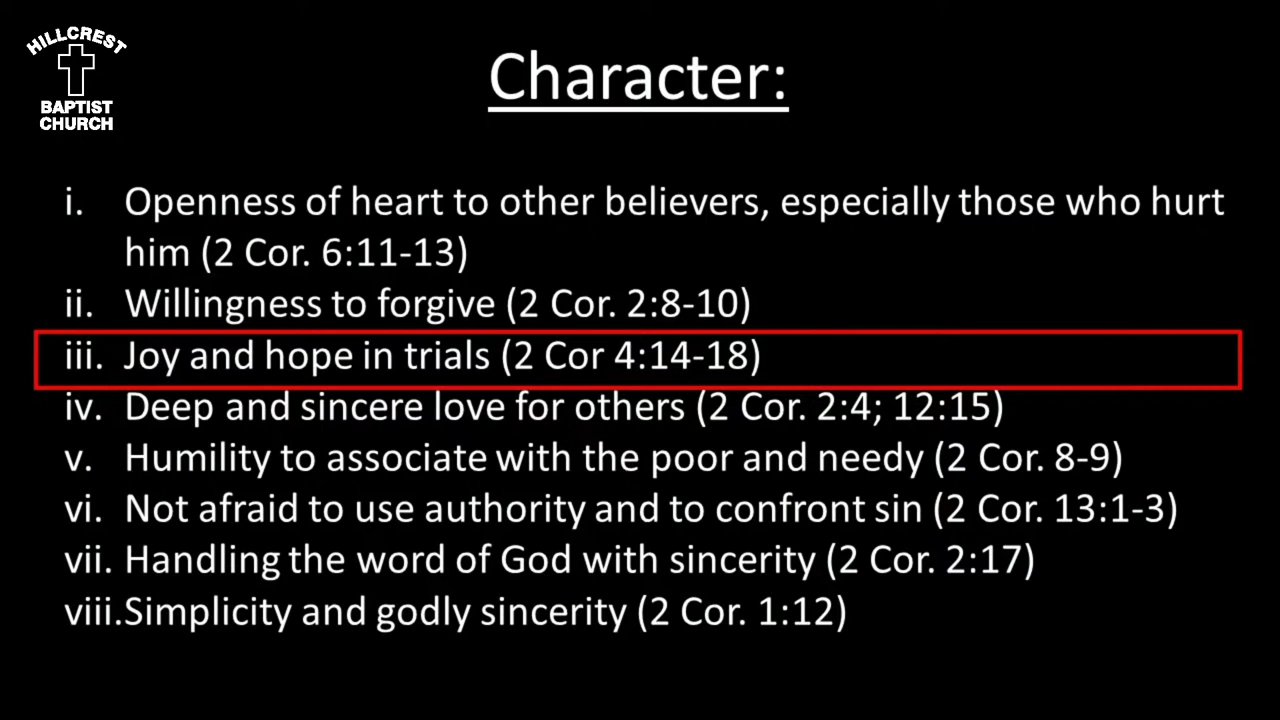 HILLCREST
BAPTIST
CHURCH
Character:
i. Openness of heart to other believers, especially those who hurt
him (2 Cor. 6:11-13)
ii. Willingness to forgive (2 Cor. 2:8-10)
iii. Joy and hope in trials (2 Cor 4:14-18)
iv. Deep and sincere love for others (2 Cor. 2:4; 12:15)
v. Humility to associate with the poor and needy (2 Cor. 8-9)
vi. Not afraid to use authority and to confront sin (2 Cor. 13:1-3)
vii. Handling the word of God with sincerity (2 Cor. 2:17)
viii. Simplicity and godly sincerity (2 Cor. 1:12)